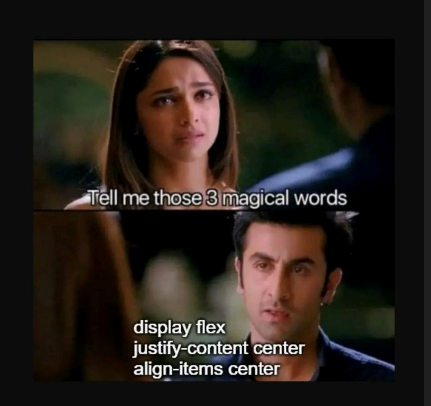 Tell me those 3 magical words
display flex
justify-content center
align-items center